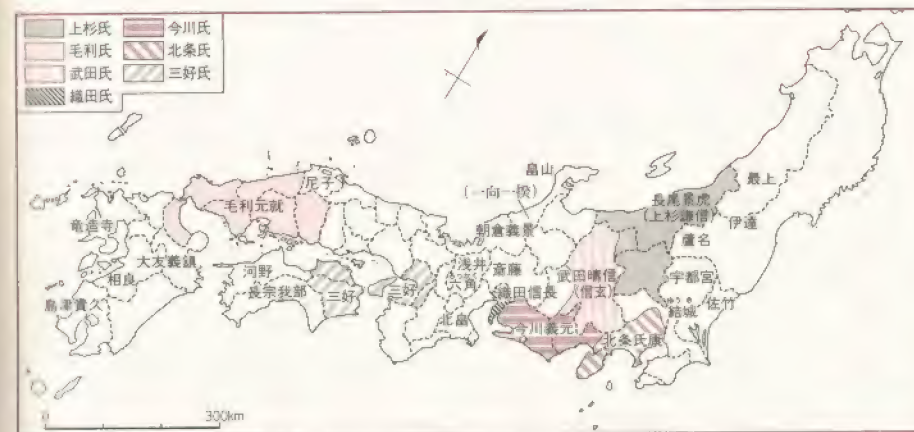 上杉氏
毛利氏
武田氏
織田氏
今川氏
北条氏
三好氏
畠山
(一向一揆)
最上
長尾景虎
(上杉謙信)
伊達
蘆名
尼子
毛利元就
朝倉義景
竜造寺
浅井
斎藤
武田晴信
(信玄)
宇都宮
大友義鎮
河野
六角
織田信長
佐竹
相良
長宗我部
三好
三好
結城
島津貴久
北畠
今川義元
北条氏康
0
300km